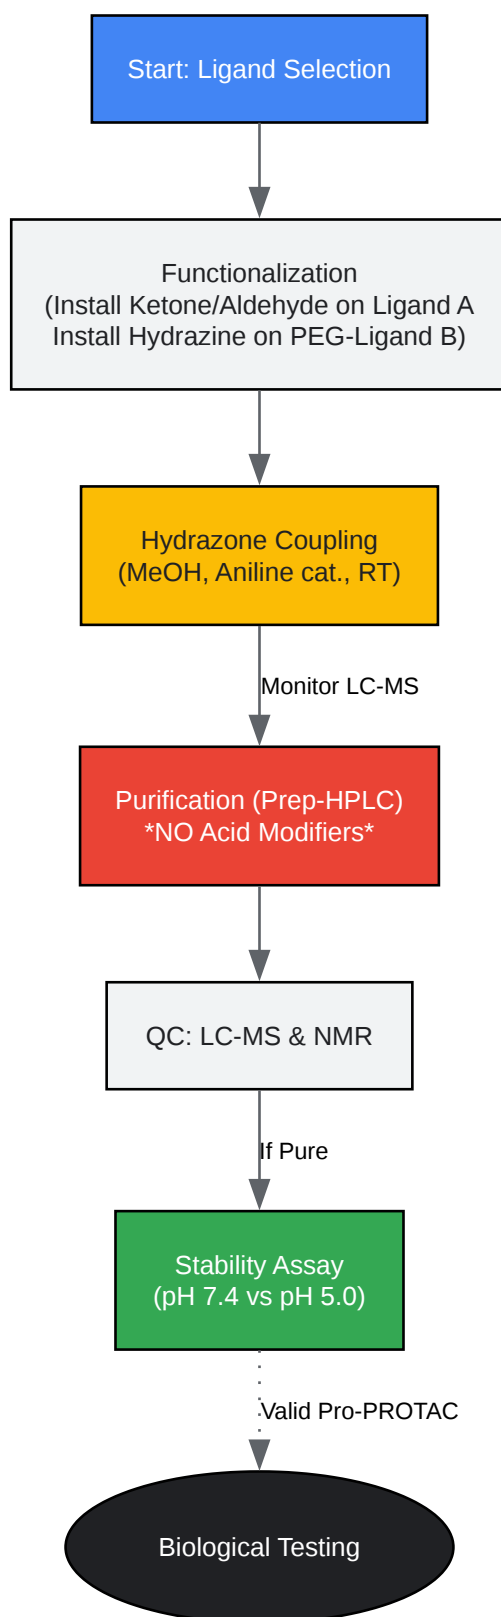 Start: Ligand Selection
Functionalization
(Install Ketone/Aldehyde on Ligand A
Install Hydrazine on PEG-Ligand B)
Hydrazone Coupling
(MeOH, Aniline cat., RT)
Monitor LC-MS
Purification (Prep-HPLC)
*NO Acid Modifiers*
QC: LC-MS & NMR
If Pure
Stability Assay
(pH 7.4 vs pH 5.0)
Valid Pro-PROTAC
Biological Testing